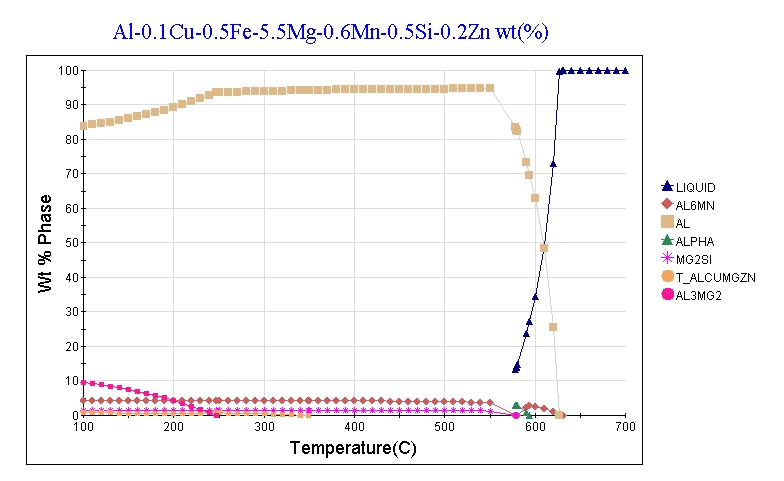 Al-0.1Cu-0.5Fe-5.5Mg-0.6Mn-0.5Si-0.2Zn wt(%)
100
90
80
70
60
50
40
30
20
10
0
Wt % Phase
100 200 300 400 500 600 700
Temperature(C)
LIQUID
AL6MN
AL
ALPHA
MG2SI
T_ALCUMGZN
AL3MG2